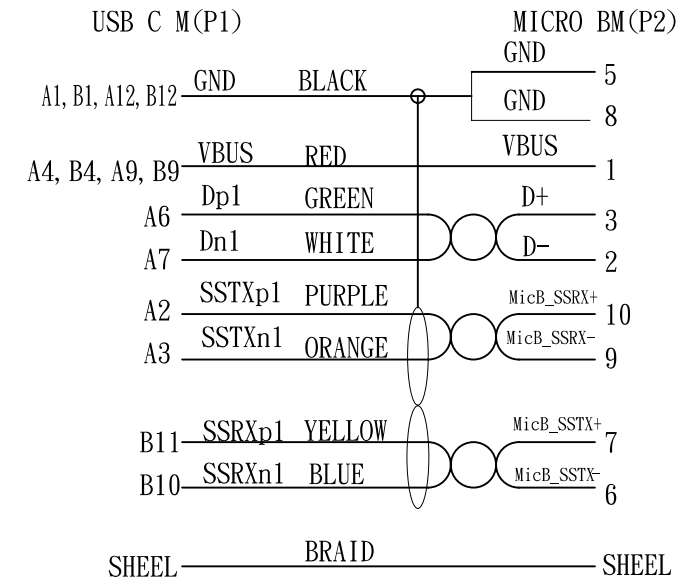 USB C M(P1) MICRO BM(P2)
GND
A1, B1, A12, B12 GND BLACK 5
GND
8
A4, B4, A9, B9 VBUS RED VBUS 1
A6 Dp1 GREEN D+ 3
A7 Dn1 WHITE D- 2
A2 SSTXp1 PURPLE MicB_SSRX+ 10
A3 SSTXn1 ORANGE MicB_SSRX- 9
B11 SSRXp1 YELLOW MicB_SSTX+ 7
B10 SSRXn1 BLUE MicB_SSTX- 6
SHEEL BRAID SHEEL